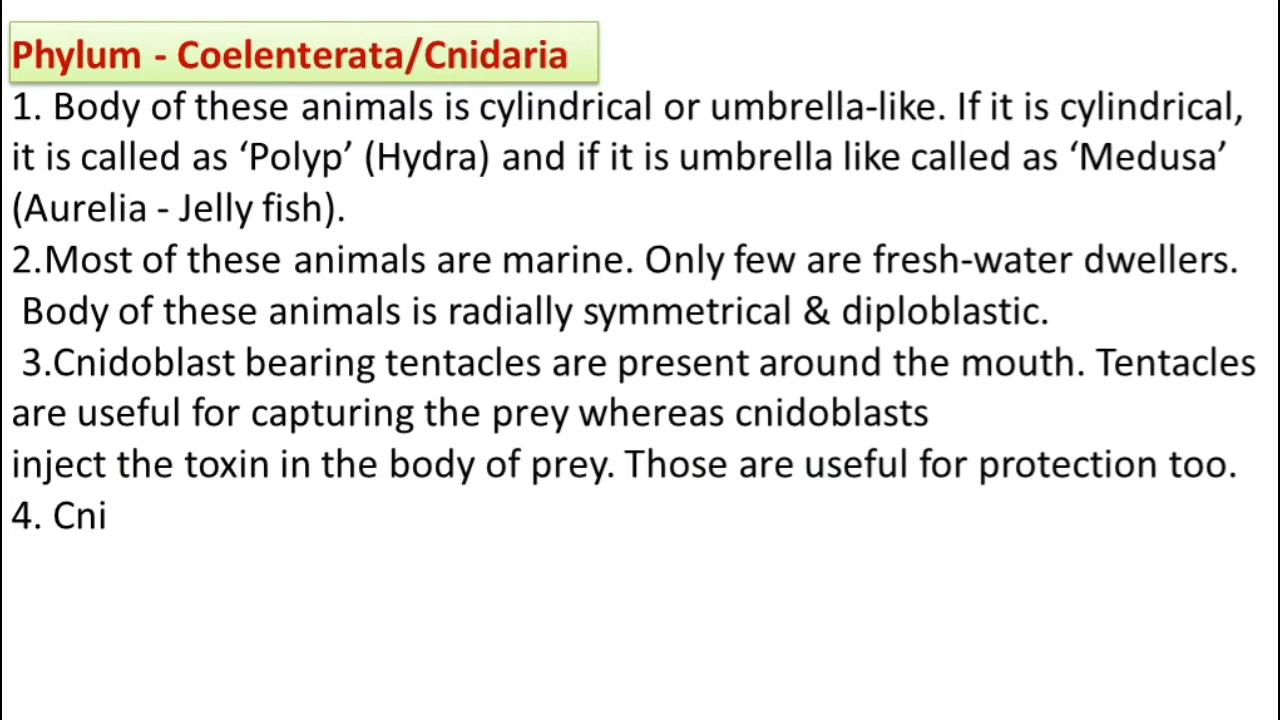 Phylum - Coelenterata/Cnidaria
1. Body of these animals is cylindrical or umbrella-like. If it is cylindrical,
it is called as ‘Polyp’ (Hydra) and if it is umbrella like called as ‘Medusa’
(Aurelia - Jelly fish).
2.Most of these animals are marine. Only few are fresh-water dwellers.
Body of these animals is radially symmetrical & diploblastic.
3.Cnidoblast bearing tentacles are present around the mouth. Tentacles
are useful for capturing the prey whereas cnidoblasts
inject the toxin in the body of prey. Those are useful for protection too.
4. Cni